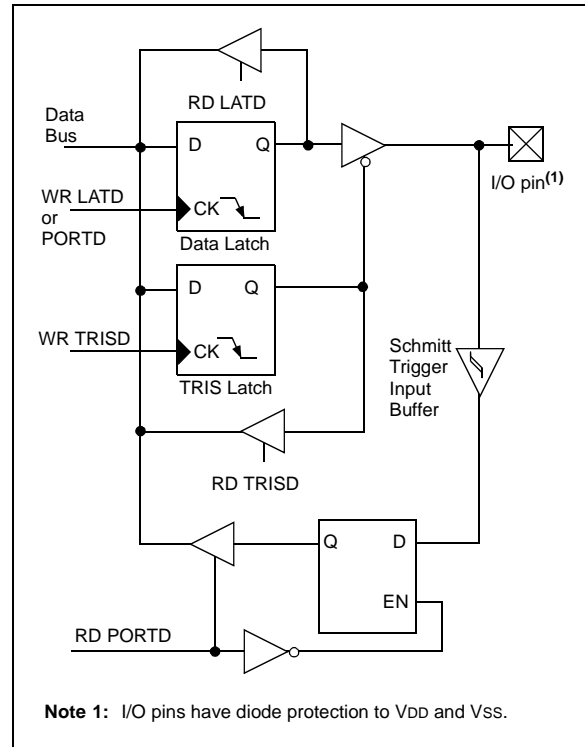 RD LATD
Data
Bus
D
Q
WR LATD
or
PORTD
CK
Data Latch
I/O pin(1)
D
Q
WR TRISD
CK
TRIS Latch
Schmitt
Trigger
Input
Buffer
RD TRISD
Q
D
EN
RD PORTD
Note 1: I/O pins have diode protection to VDD and VSS.